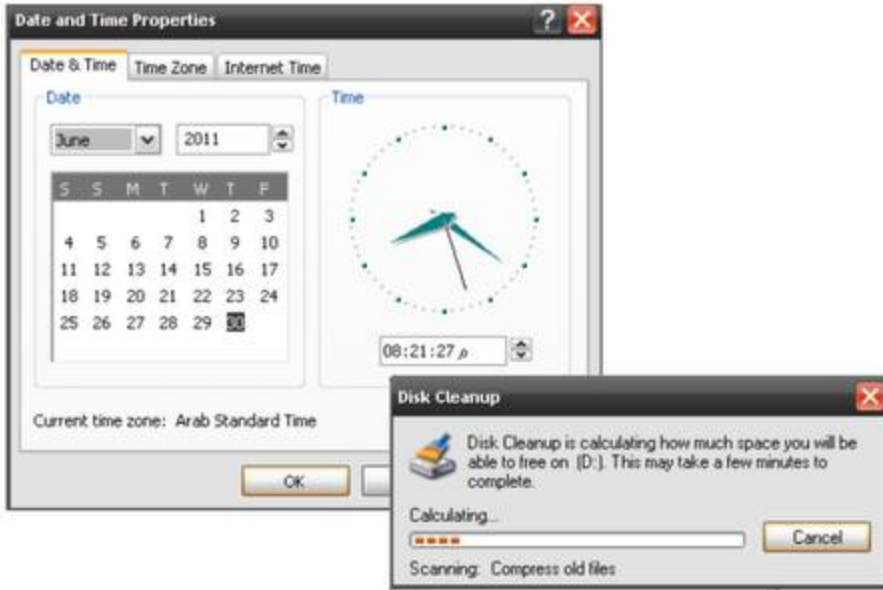 Date and Time Properties
Date & Time Time Zone Internet Time
Date
June 2011
S S M T W T F
1 2 3
4 5 6 7 8 9 10
11 12 13 14 15 16 17
18 19 20 21 22 23 24
25 26 27 28 29 30
Time
08:21:27 م
Current time zone: Arab Standard Time
OK
Disk Cleanup
Disk Cleanup is calculating how much space you will be
able to free on (D:). This may take a few minutes to
complete.
Calculating...
Cancel
Scanning: Compress old files